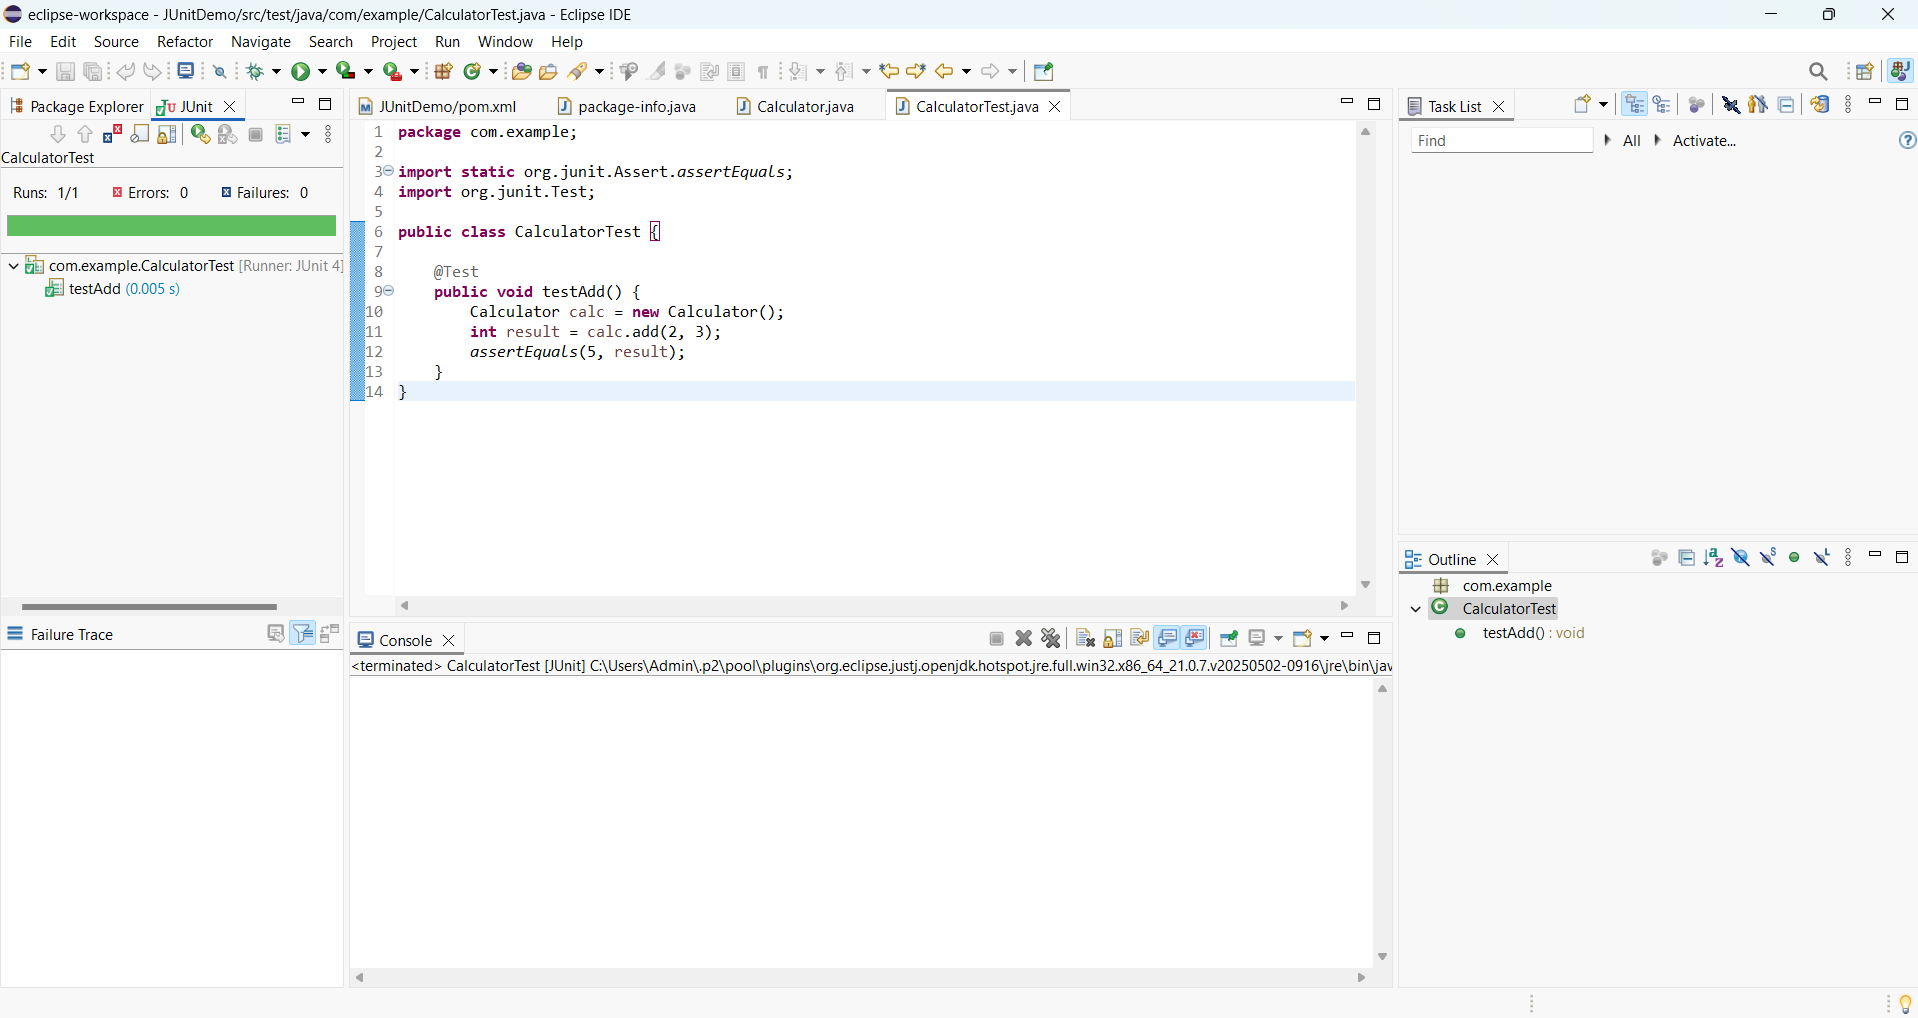 eclipse-workspace - JUnitDemo/src/test/java/com/example/CalculatorTest.java - Eclipse IDE
File Edit Source Refactor Navigate Search Project Run Window Help
Package Explorer JUnit
CalculatorTest
Runs: 1/1 Errors: 0 Failures: 0
com.example.CalculatorTest [Runner: JUnit 4]
testAdd (0.005 s)
Failure Trace
JUnitDemo/pom.xml package-info.java Calculator.java CalculatorTest.java
1 package com.example;
2
3 import static org.junit.Assert.assertEquals;
4 import org.junit.Test;
5
6 public class CalculatorTest {
7
8 @Test
9 public void testAdd() {
10 Calculator calc = new Calculator();
11 int result = calc.add(2, 3);
12 assertEquals(5, result);
13 }
14 }
Console
<terminated> CalculatorTest [JUnit] C:\Users\Admin\.p2\pool\plugins\org.eclipse.justj.openjdk.hotspot.jre.full.win32.x86_64_21.0.7.v20250502-0916\jre\bin\jav
Task List
Find All Activate...
Outline
com.example
CalculatorTest
testAdd() : void